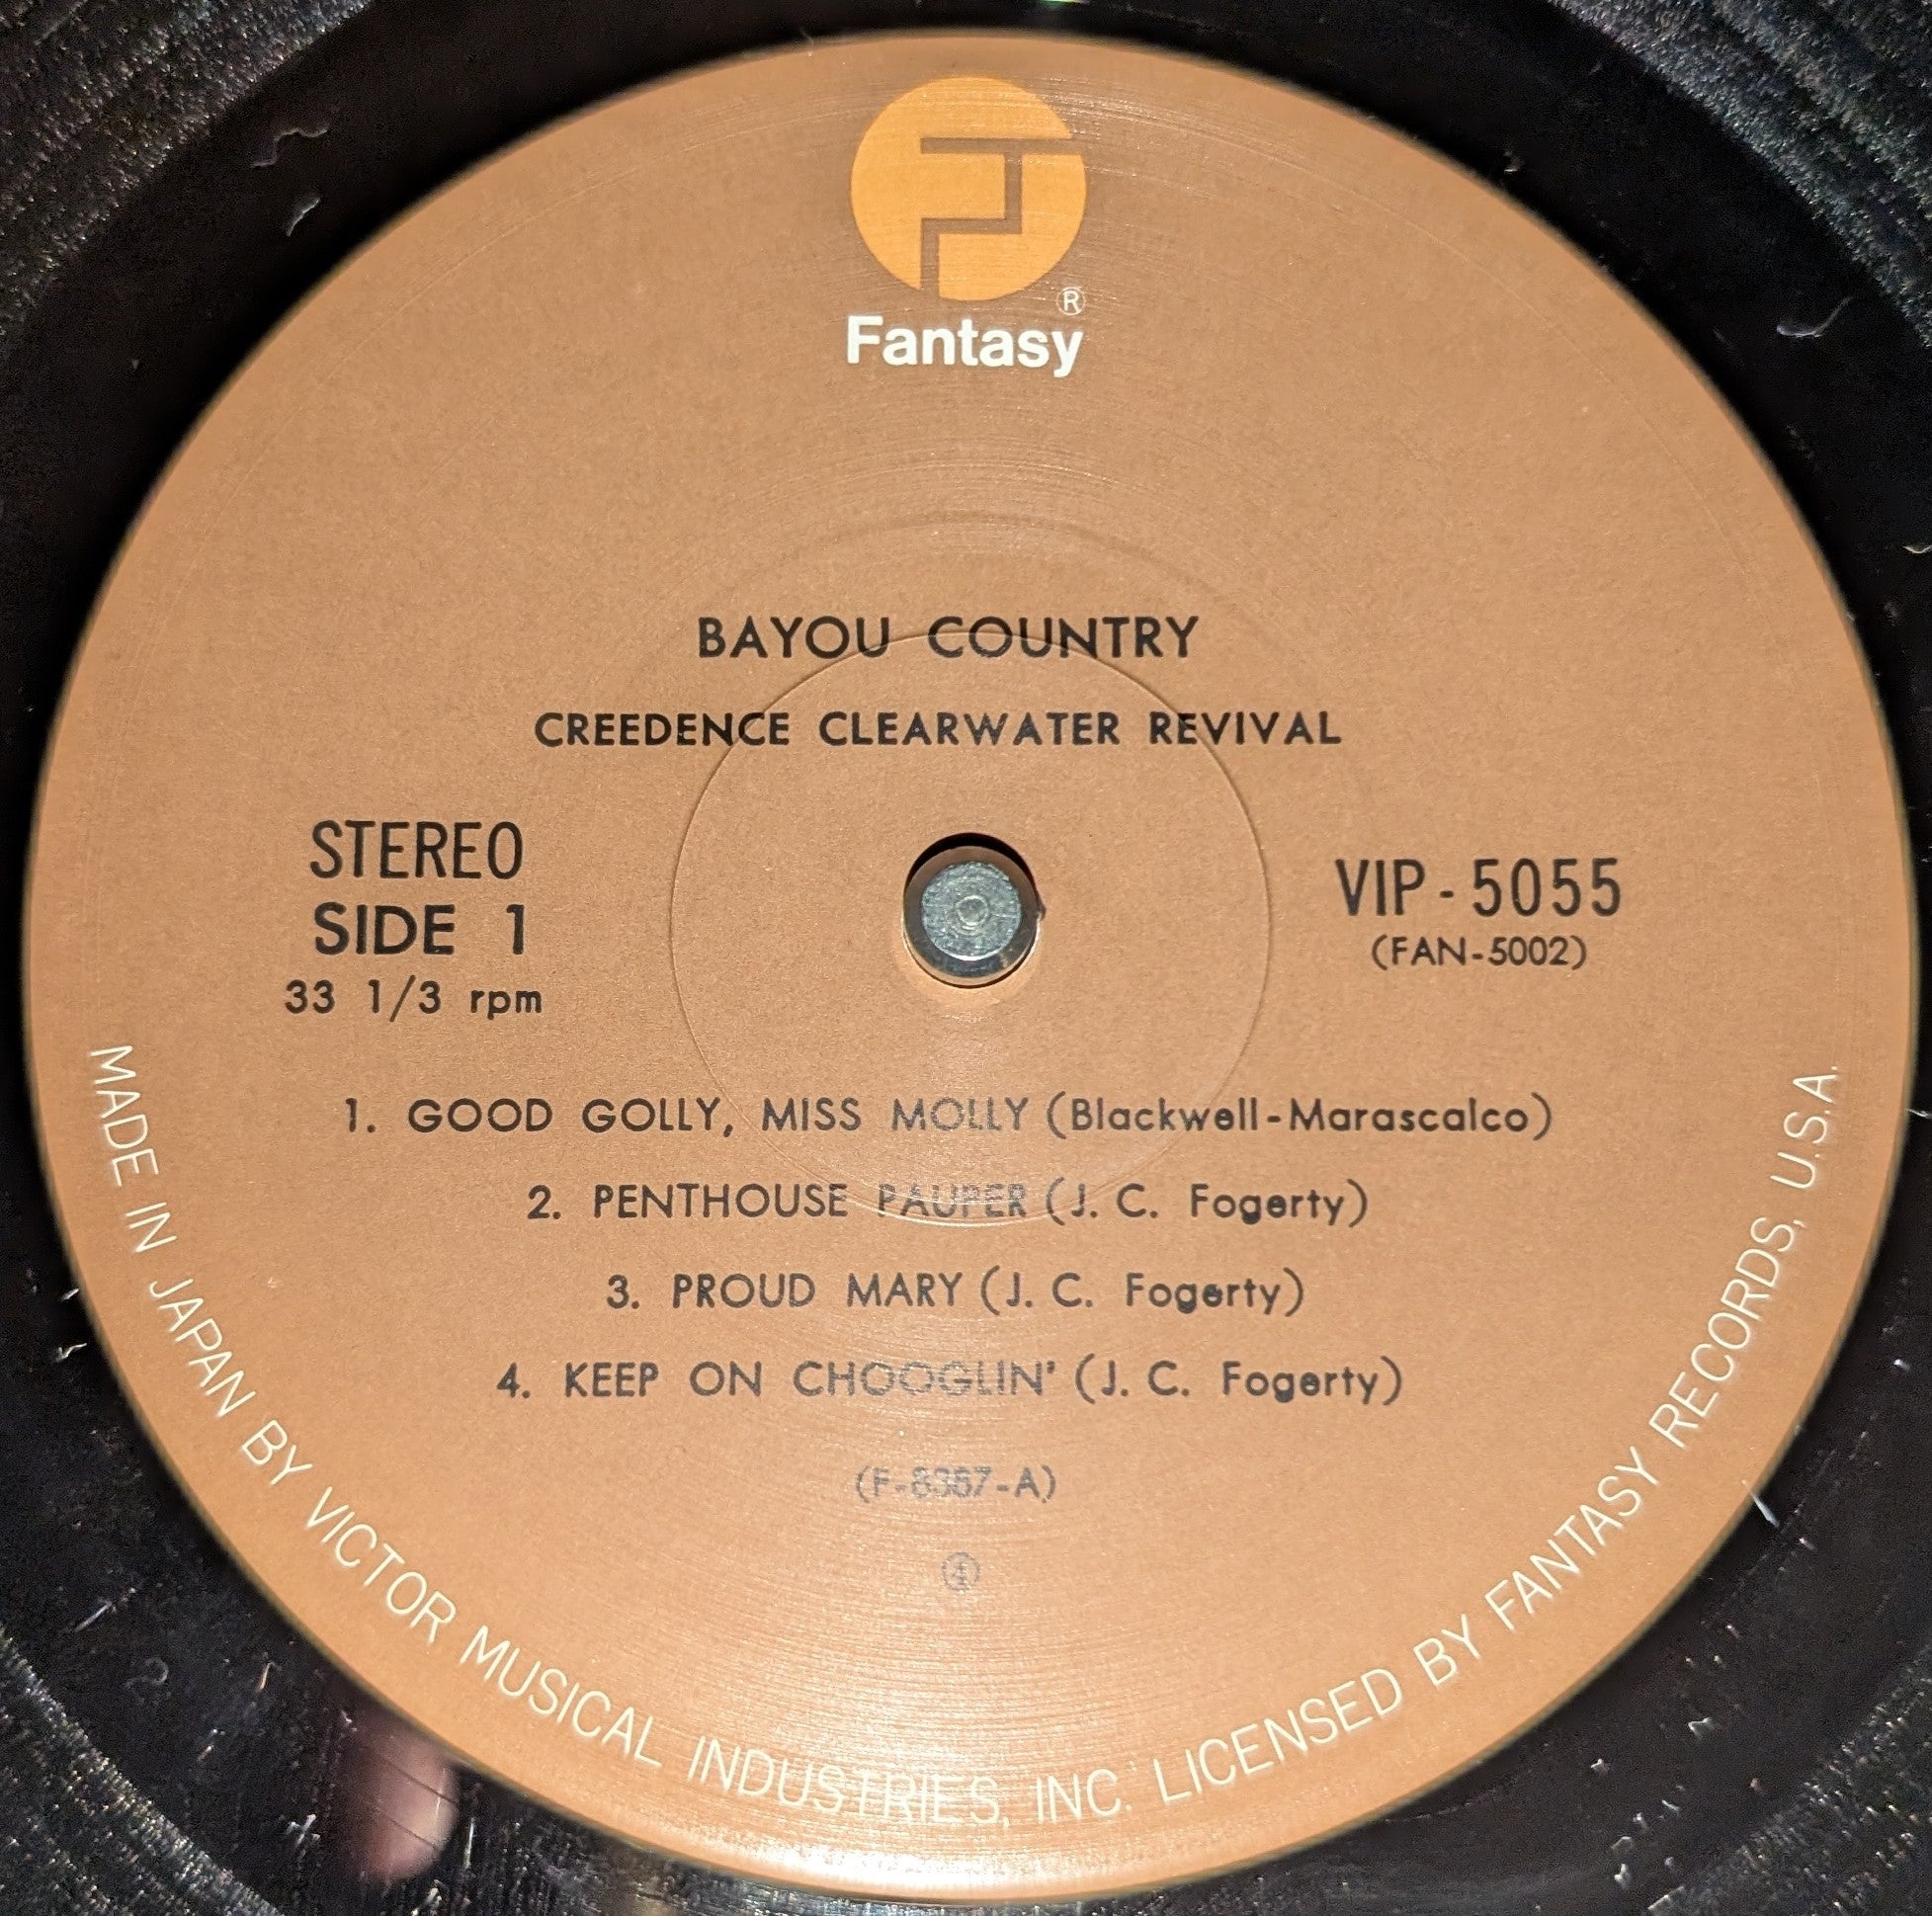 ®
Fantasy
BAYOU COUNTRY
CREEDENCE CLEARWATER REVIVAL
STEREO
SIDE 1
33 1/3 rpm
VIP-5055
(FAN-5002)
1. GOOD GOLLY, MISS MOLLY (Blackwell-Marascalco)
2. PENTHOUSE PAUPER (J. C. Fogerty)
3. PROUD MARY (J. C. Fogerty)
4. KEEP ON CHOOGLIN' (J. C. Fogerty)
(F-8387-A)
④
MADE IN JAPAN BY VICTOR MUSICAL INDUSTRIES, INC. LICENSED BY FANTASY RECORDS, U.S.A.